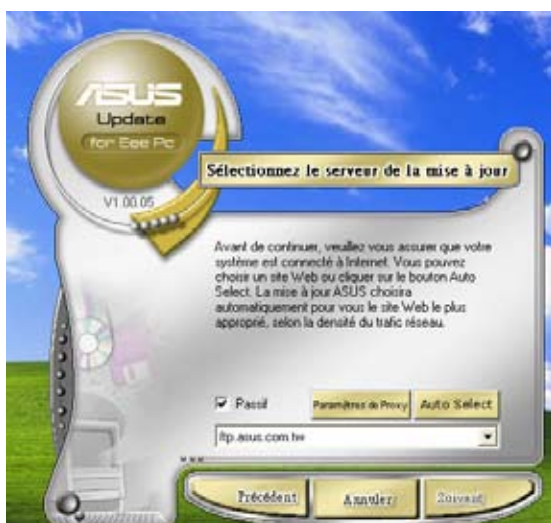 ASUS
Update
for Eee Pc
V1.00.05
Sélectionnez le serveur de la mise à jour
Avant de continuer, veuillez vous assurer que votre
système est connecté à Internet. Vous pouvez
choisir un site Web ou cliquer sur le bouton Auto
Select. La mise à jour ASUS choisira
automatiquement pour vous le site Web le plus
approprié, selon la densité du trafic réseau.
Passif
Paramètres de Proxy
Auto Select
ftp.asus.com.tw
Précédent
Annuler
Suivant